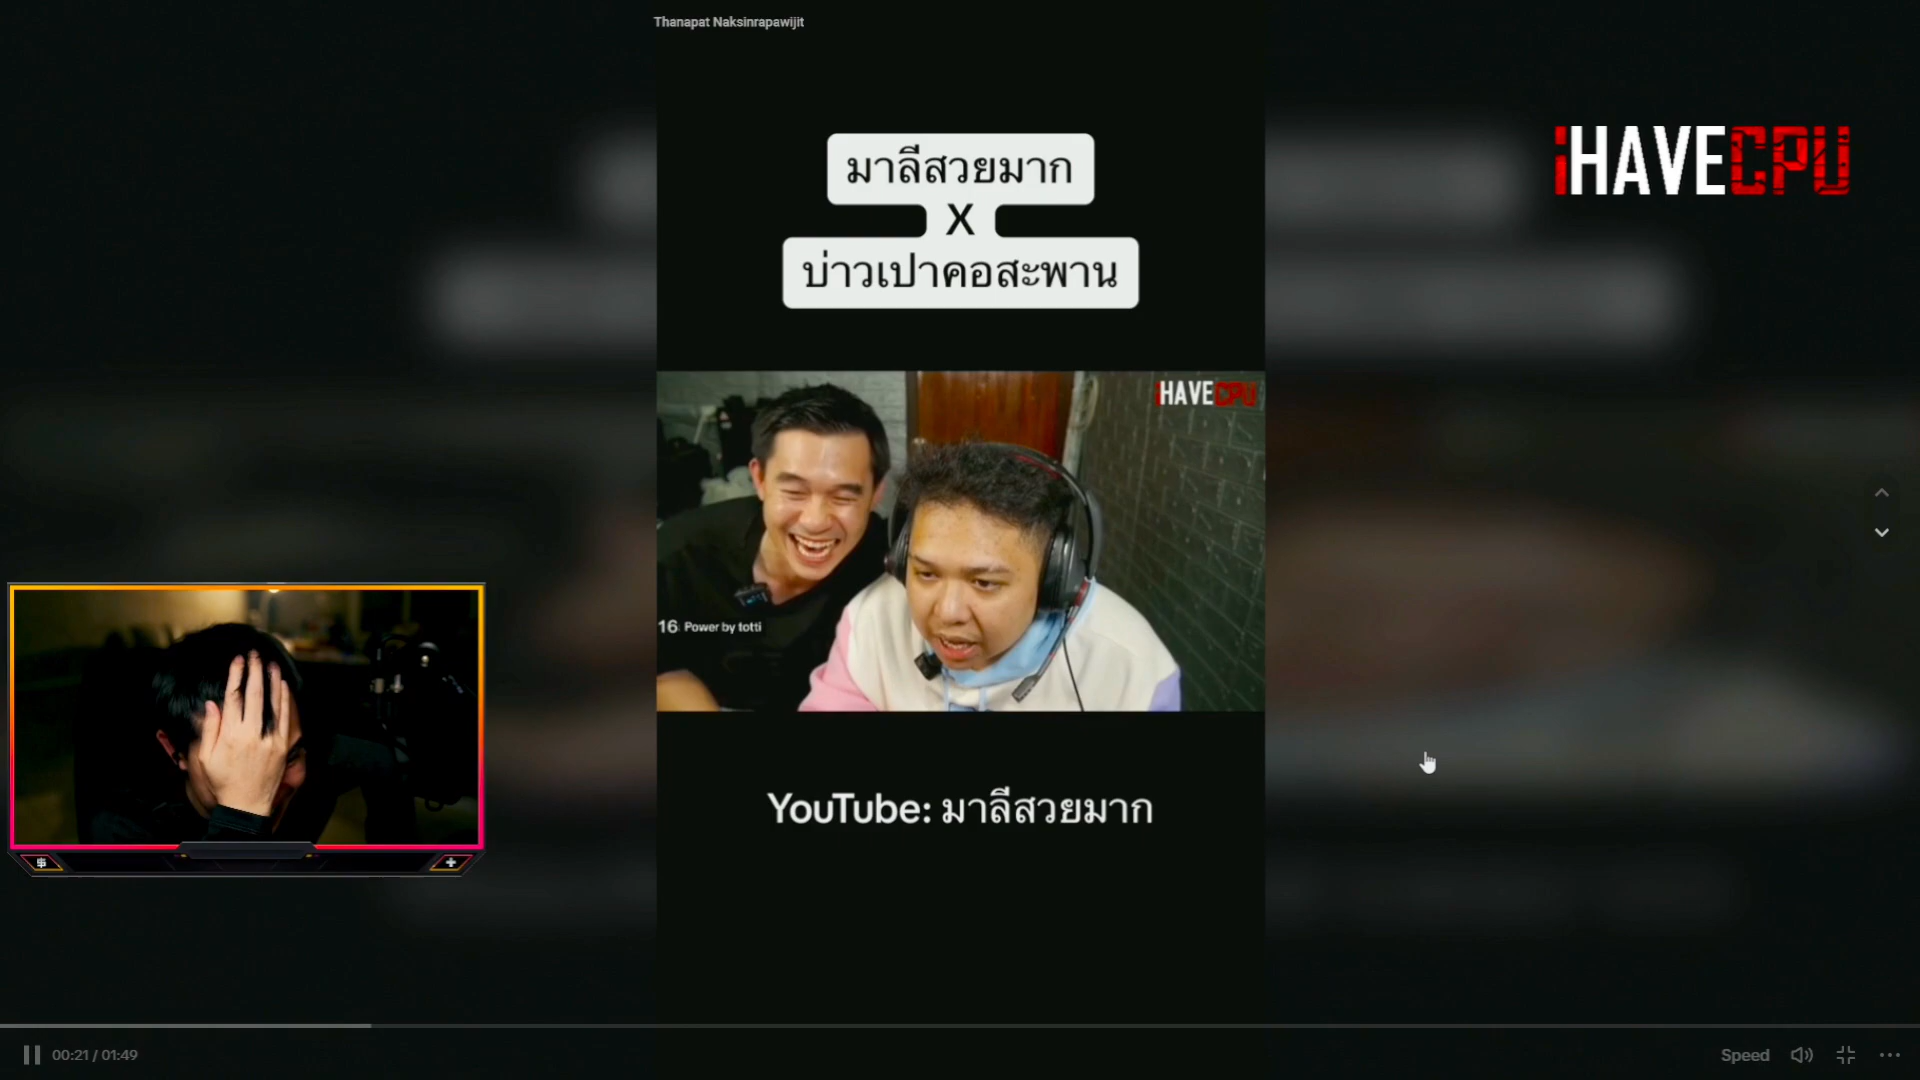 Thanapat Naksinrapawijit
มาลีสวยมาก
X
บ่าวเปาคอสะพาน
iHAVECPU
iHAVECPU
16: Power by totti
YouTube: มาลีสวยมาก
$
00:21 / 01:49
Speed